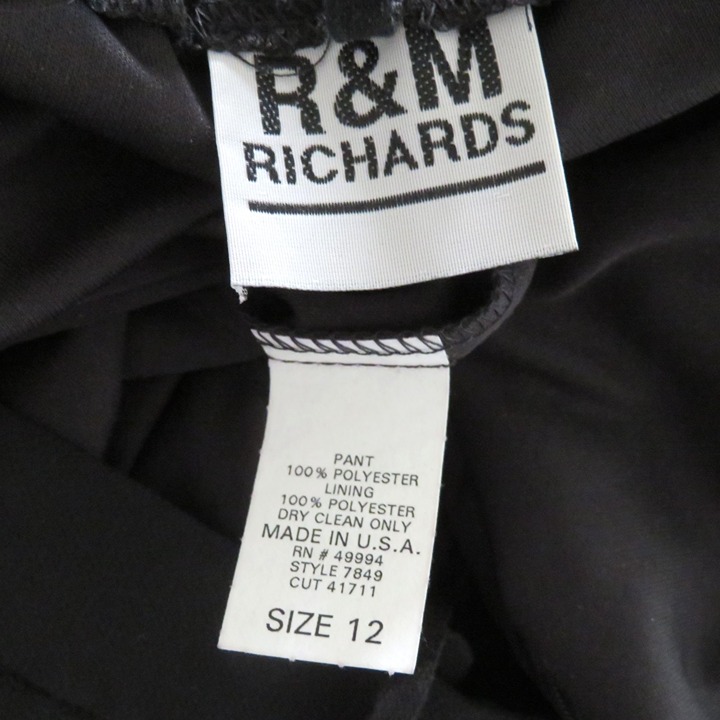 R&M
RICHARDS
PANT
100% POLYESTER
LINING
100% POLYESTER
DRY CLEAN ONLY
MADE IN U.S.A.
RN # 49994
STYLE 7849
CUT 41711
SIZE 12